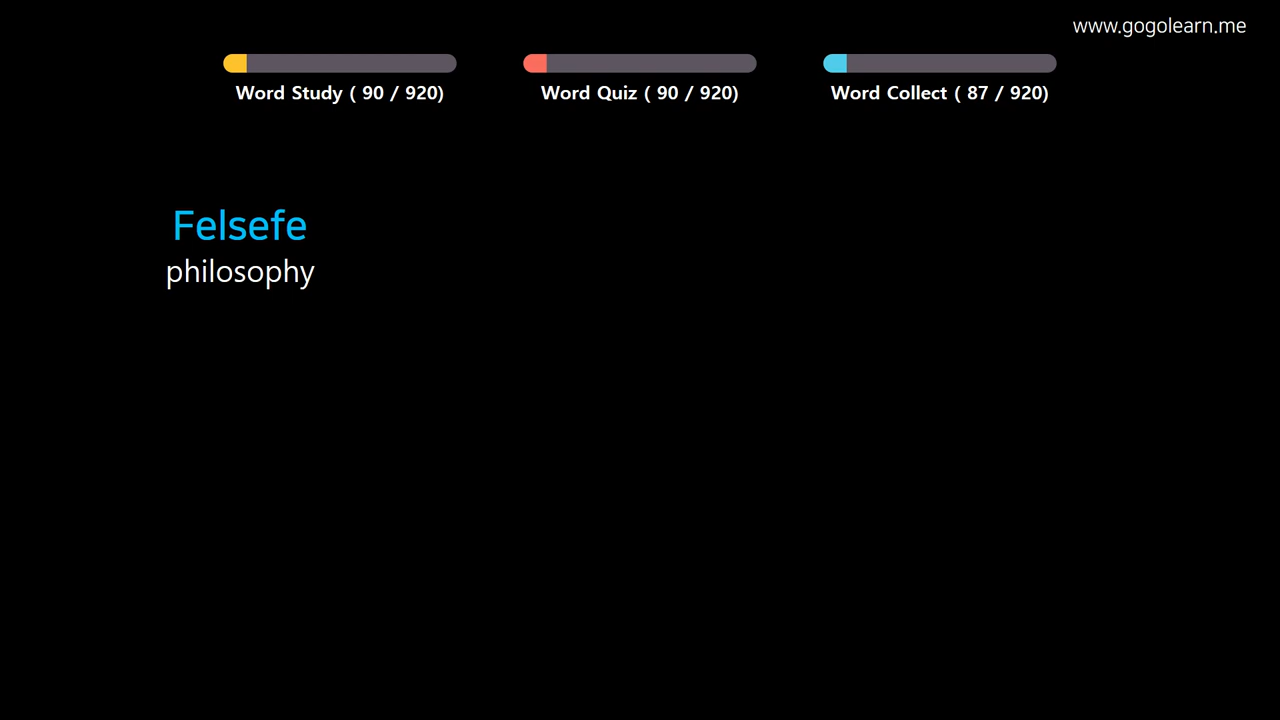 www.gogolearn.me
Word Study ( 90 / 920)
Word Quiz ( 90 / 920)
Word Collect ( 87 / 920)
Felsefe
philosophy